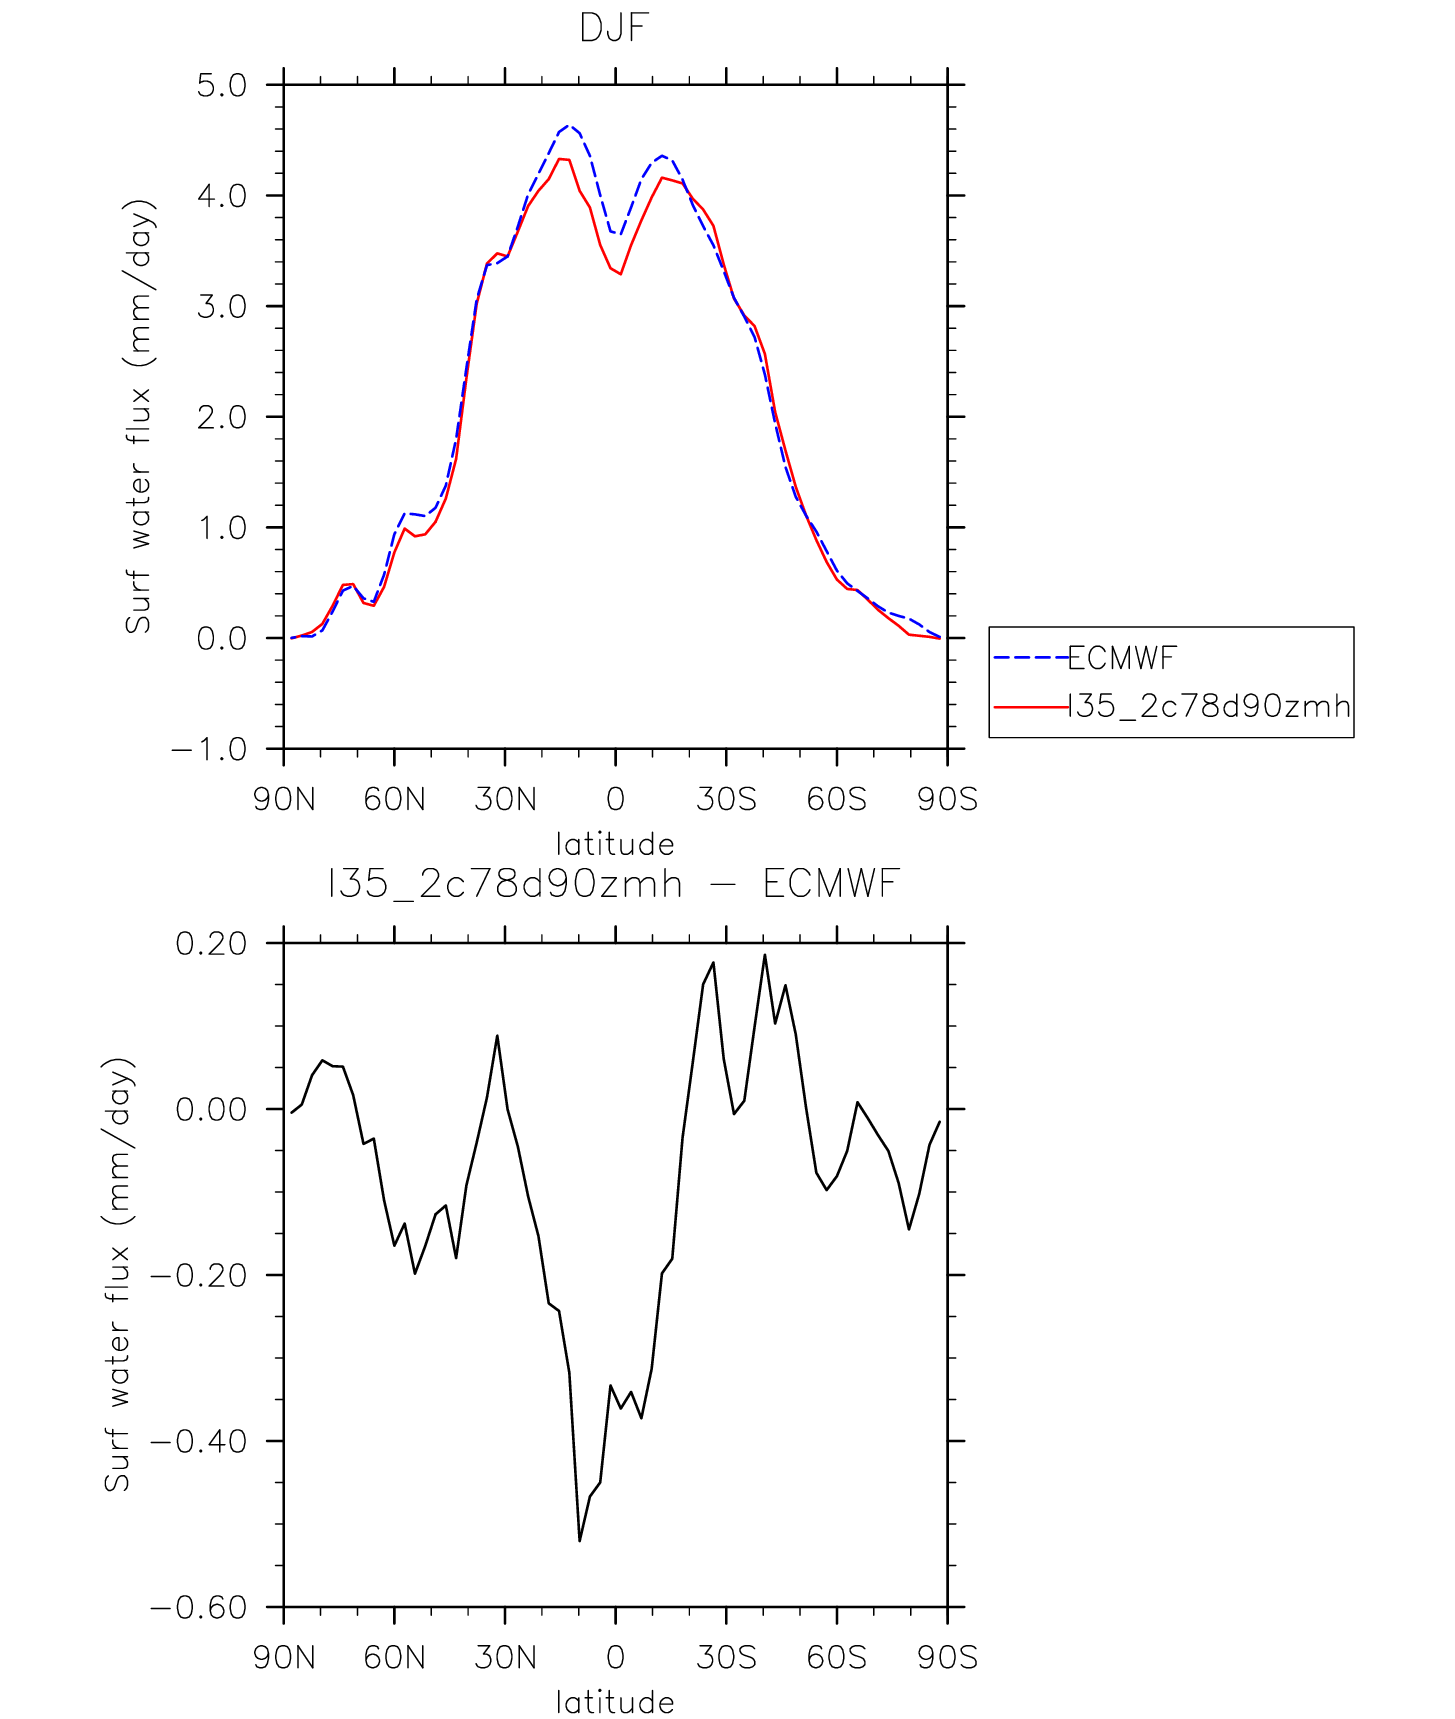 DJF
5.0
4.0
3.0
2.0
1.0
0.0
−1.0
Surf water flux (mm/day)
90N 60N 30N 0 30S 60S 90S
latitude
ECMWF
I35_2c78d90zmh
I35_2c78d90zmh − ECMWF
0.20
0.00
−0.20
−0.40
−0.60
Surf water flux (mm/day)
90N 60N 30N 0 30S 60S 90S
latitude